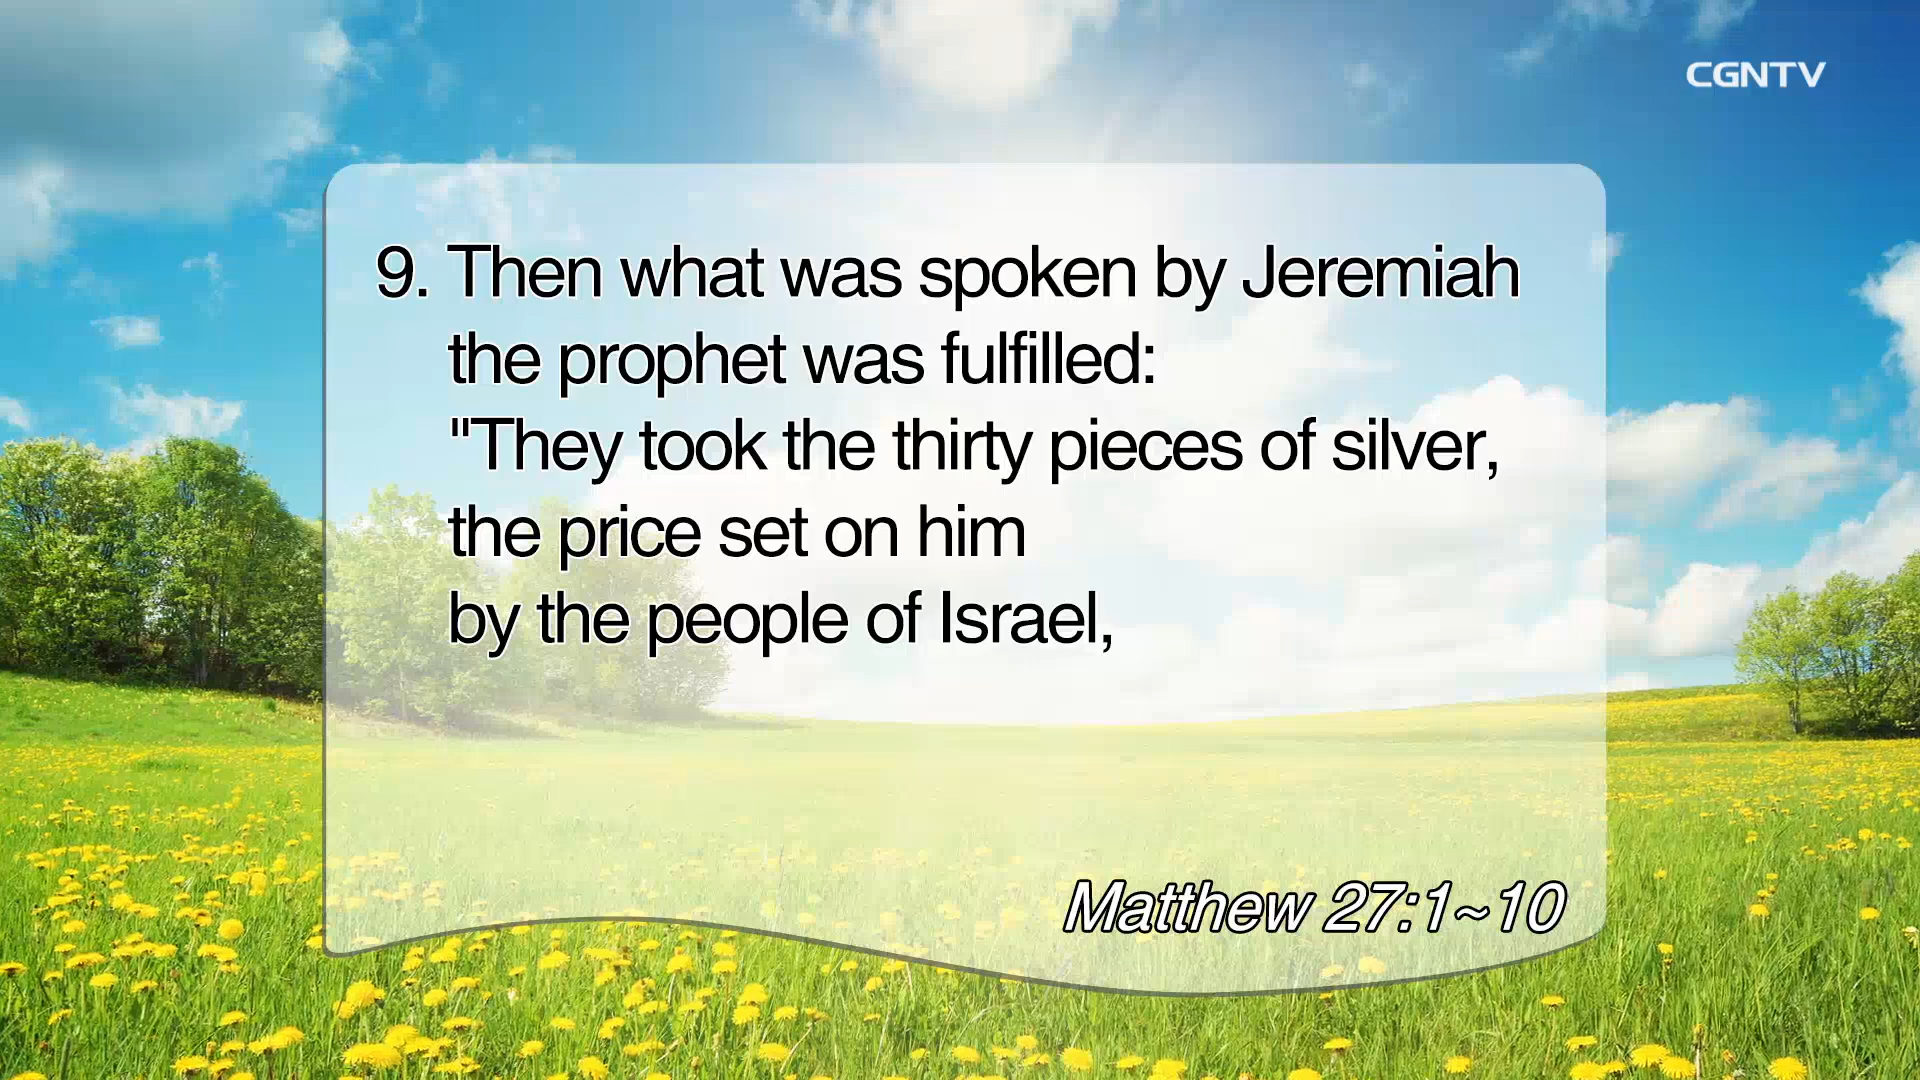 CGNTV
9. Then what was spoken by Jeremiah
the prophet was fulfilled:
"They took the thirty pieces of silver,
the price set on him
by the people of Israel,
Matthew 27:1~10